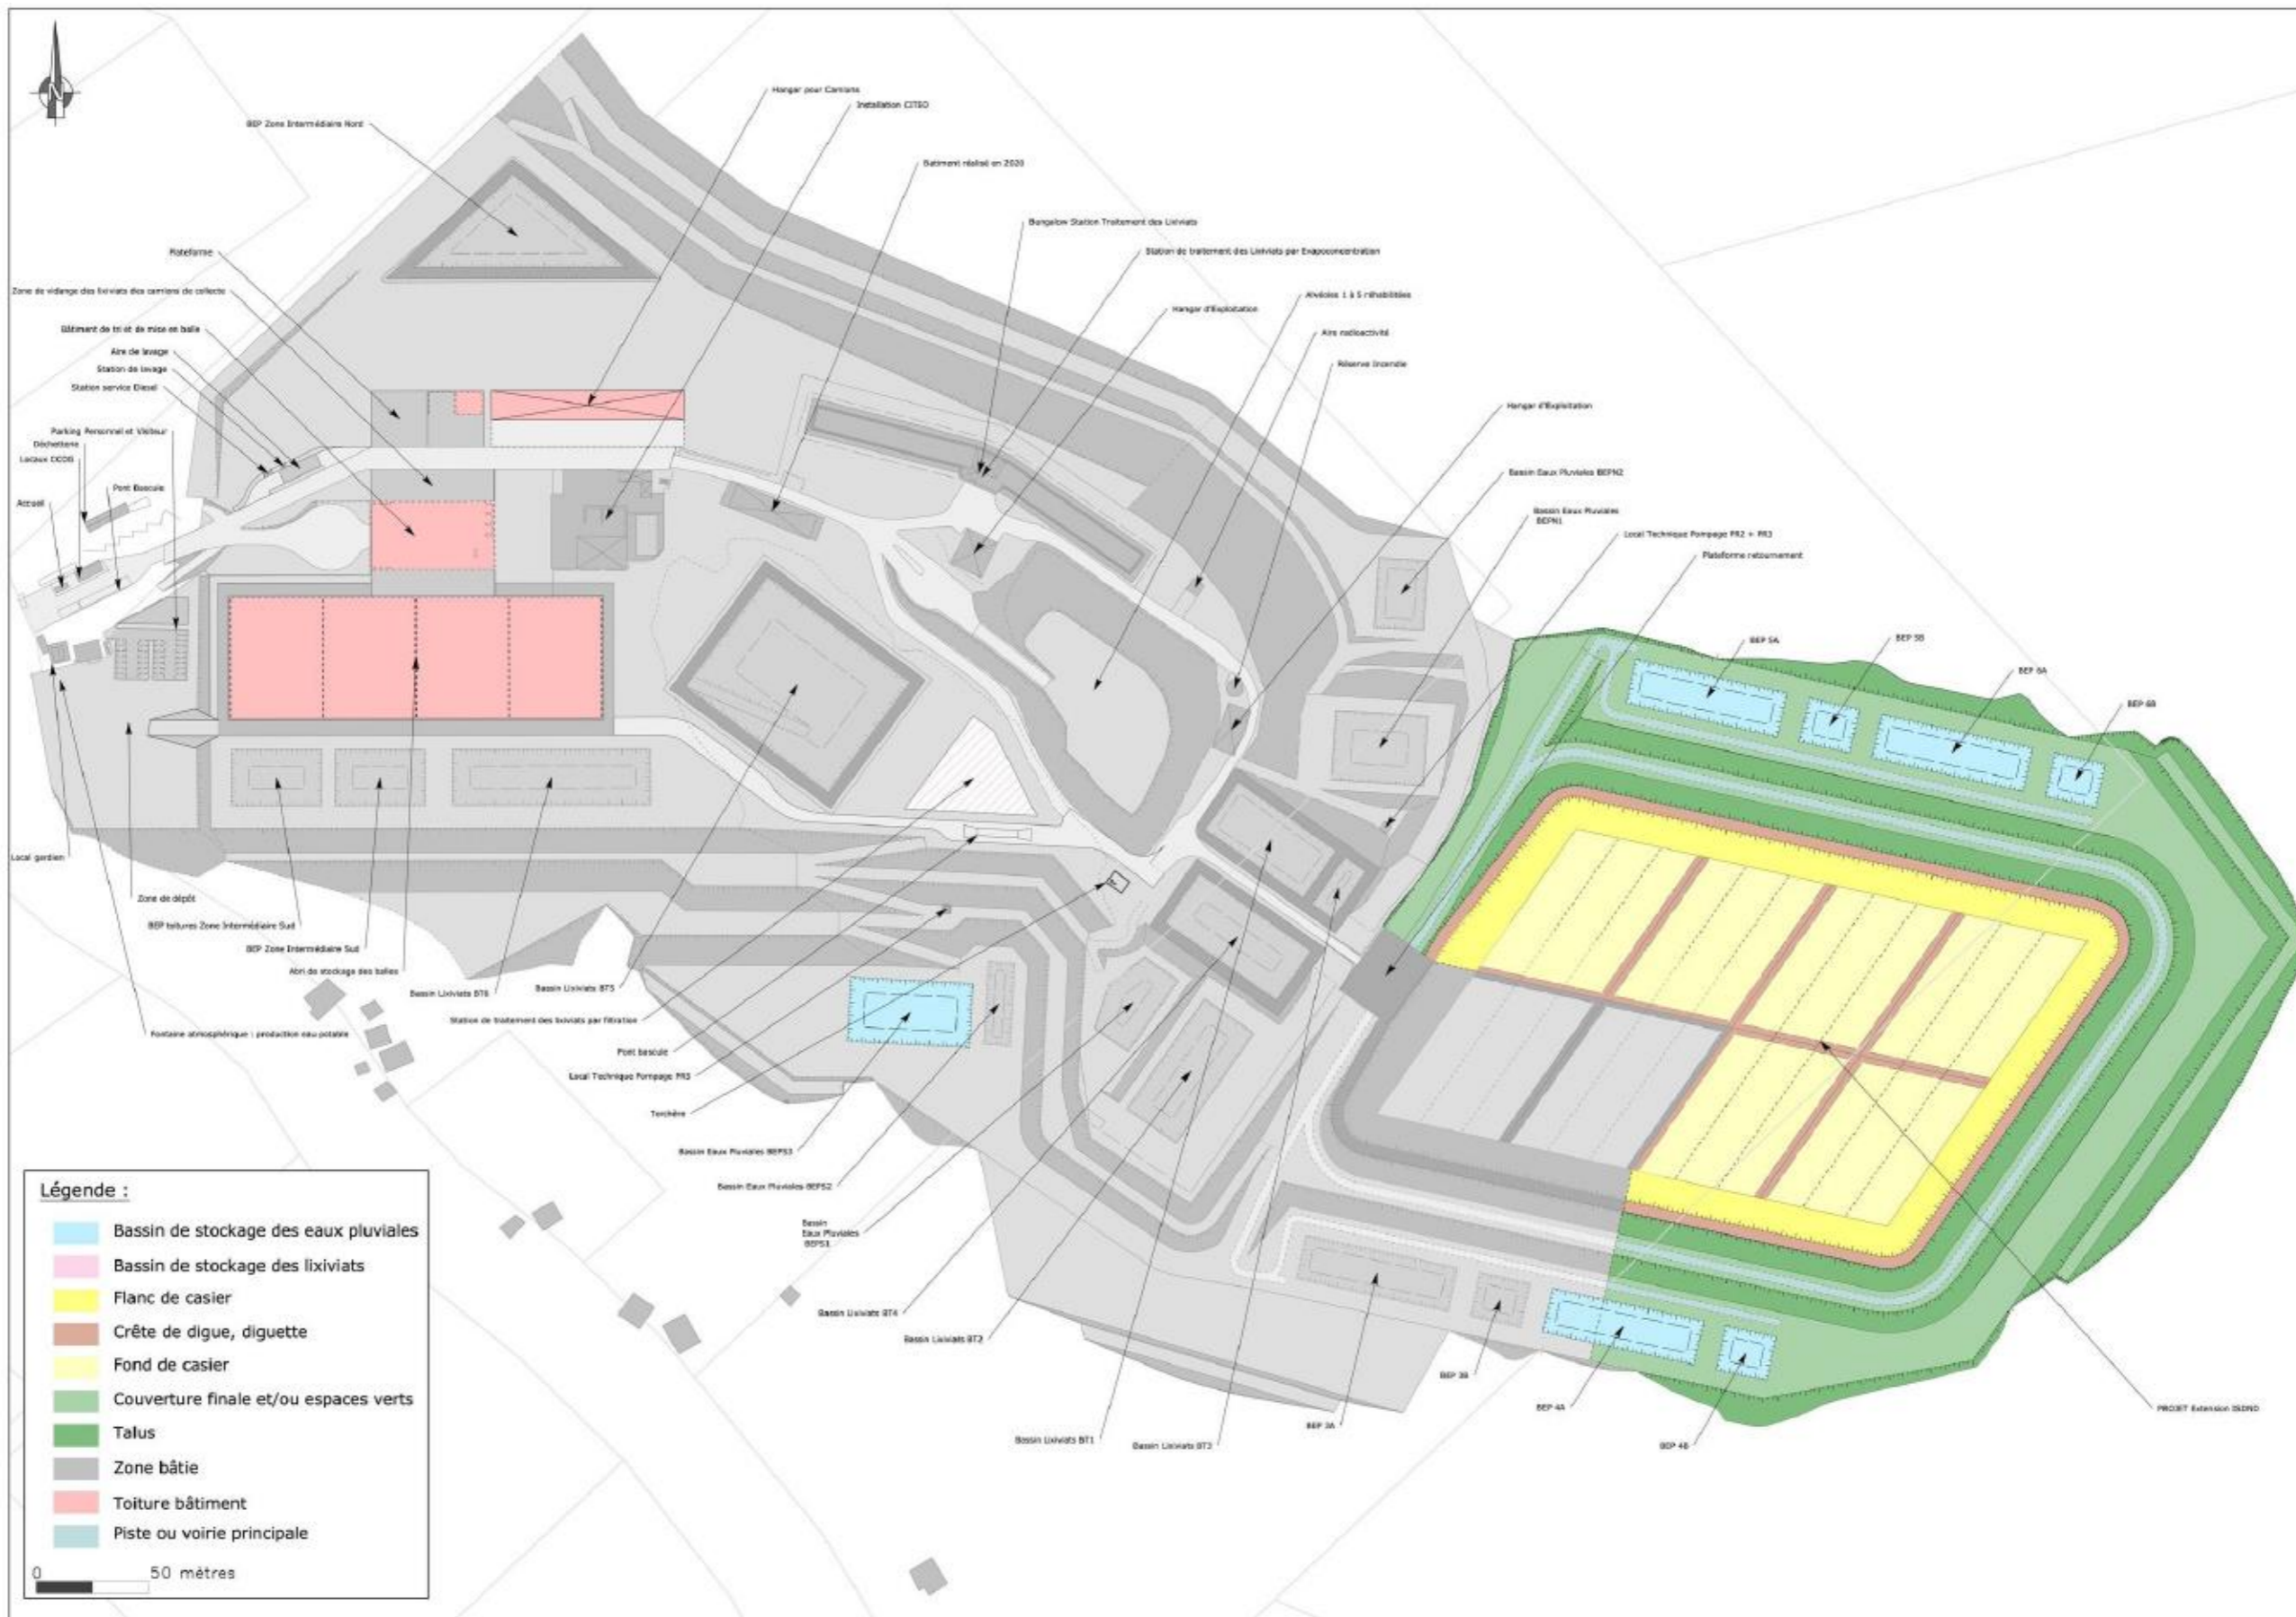 N
Hangar pour Camions
Installation CITEO
BEP Zone Intermédiaire Nord
Batiment réalisé en 2020
Bungalow Station Traitement des Lixiviats
Station de traitement des Lixiviats par Evapoconcentration
Plateforme
Zone de vidange des lixiviats des camions de collecte
Alvéoles 1 à 5 réhabilitées
Hangar d'Exploitation
Bâtiment de tri et de mise en balle
Aire radioactivité
Aire de lavage
Réserve Incendie
Station de lavage
Station service Diesel
Hangar d'Exploitation
Parking Personnel et Visiteur
Déchetterie
Locaux
Bassin Eaux Pluviales BEPN2
Pont Bascule
Accueil
Bassin Eaux Pluviales
BEPN1
Local Technique Pompage PR2 + PR3
Plateforme retournement
BEP 5A
BEP 5B
BEP 6A
BEP 6B
Local gardien
Zone de dépôt
BEP toitures Zone Intermédiaire Sud
BEP Zone Intermédiaire Sud
Abri de stockage des balles
Bassin Lixiviats BT6
Bassin Lixiviats BT5
Station de traitement des lixiviats par filtration
Fontaine atmosphérique : production eau potable
Pont bascule
Local Technique Pompage PR5
Torchère
Bassin Eaux Pluviales BEPS3
Bassin Eaux Pluviales BEPS2
Bassin
Eaux Pluviales
BEPS1
Bassin Lixiviats BT4
Bassin Lixiviats BT2
BEP 3B
BEP 4A
PROJET Extension ISDND
BEP 3A
Bassin Lixiviats BT1
Bassin Lixiviats BT3
BEP 4B
Légende :
Bassin de stockage des eaux pluviales
Bassin de stockage des lixiviats
Flanc de casier
Crête de digue, diguette
Fond de casier
Couverture finale et/ou espaces verts
Talus
Zone bâtie
Toiture bâtiment
Piste ou voirie principale
0 50 mètres